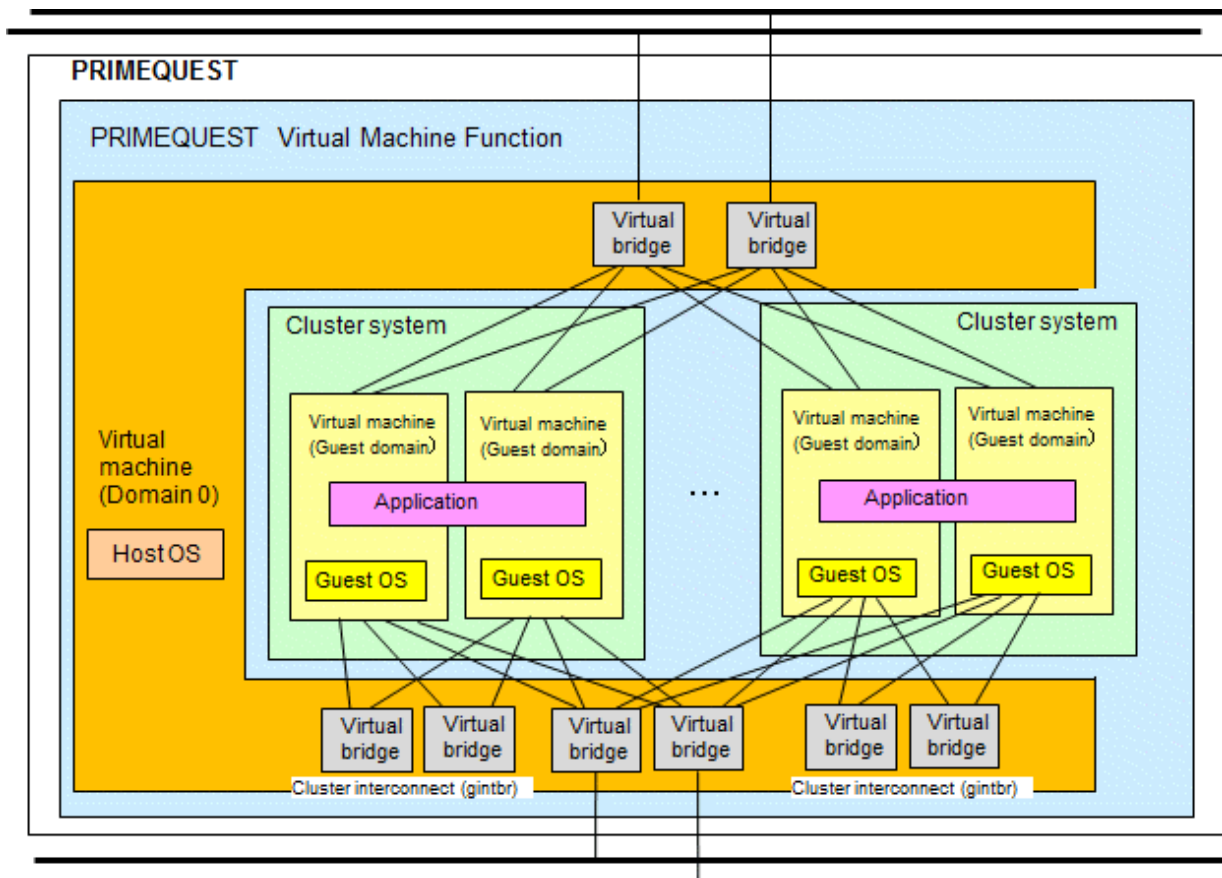 PRIMEQUEST
PRIMEQUEST Virtual Machine Function
Virtual
bridge
Virtual
bridge
Cluster system
Cluster system
Virtual machine
(Guest domain)
Virtual machine
(Guest domain)
Virtual machine
(Guest domain)
Virtual machine
(Guest domain)
Virtual
machine
(Domain 0)
Application
...
Application
Host OS
Guest OS
Guest OS
Guest OS
Guest OS
Virtual
bridge
Virtual
bridge
Virtual
bridge
Virtual
bridge
Virtual
bridge
Virtual
bridge
Cluster interconnect (gintbr)
Cluster interconnect (gintbr)